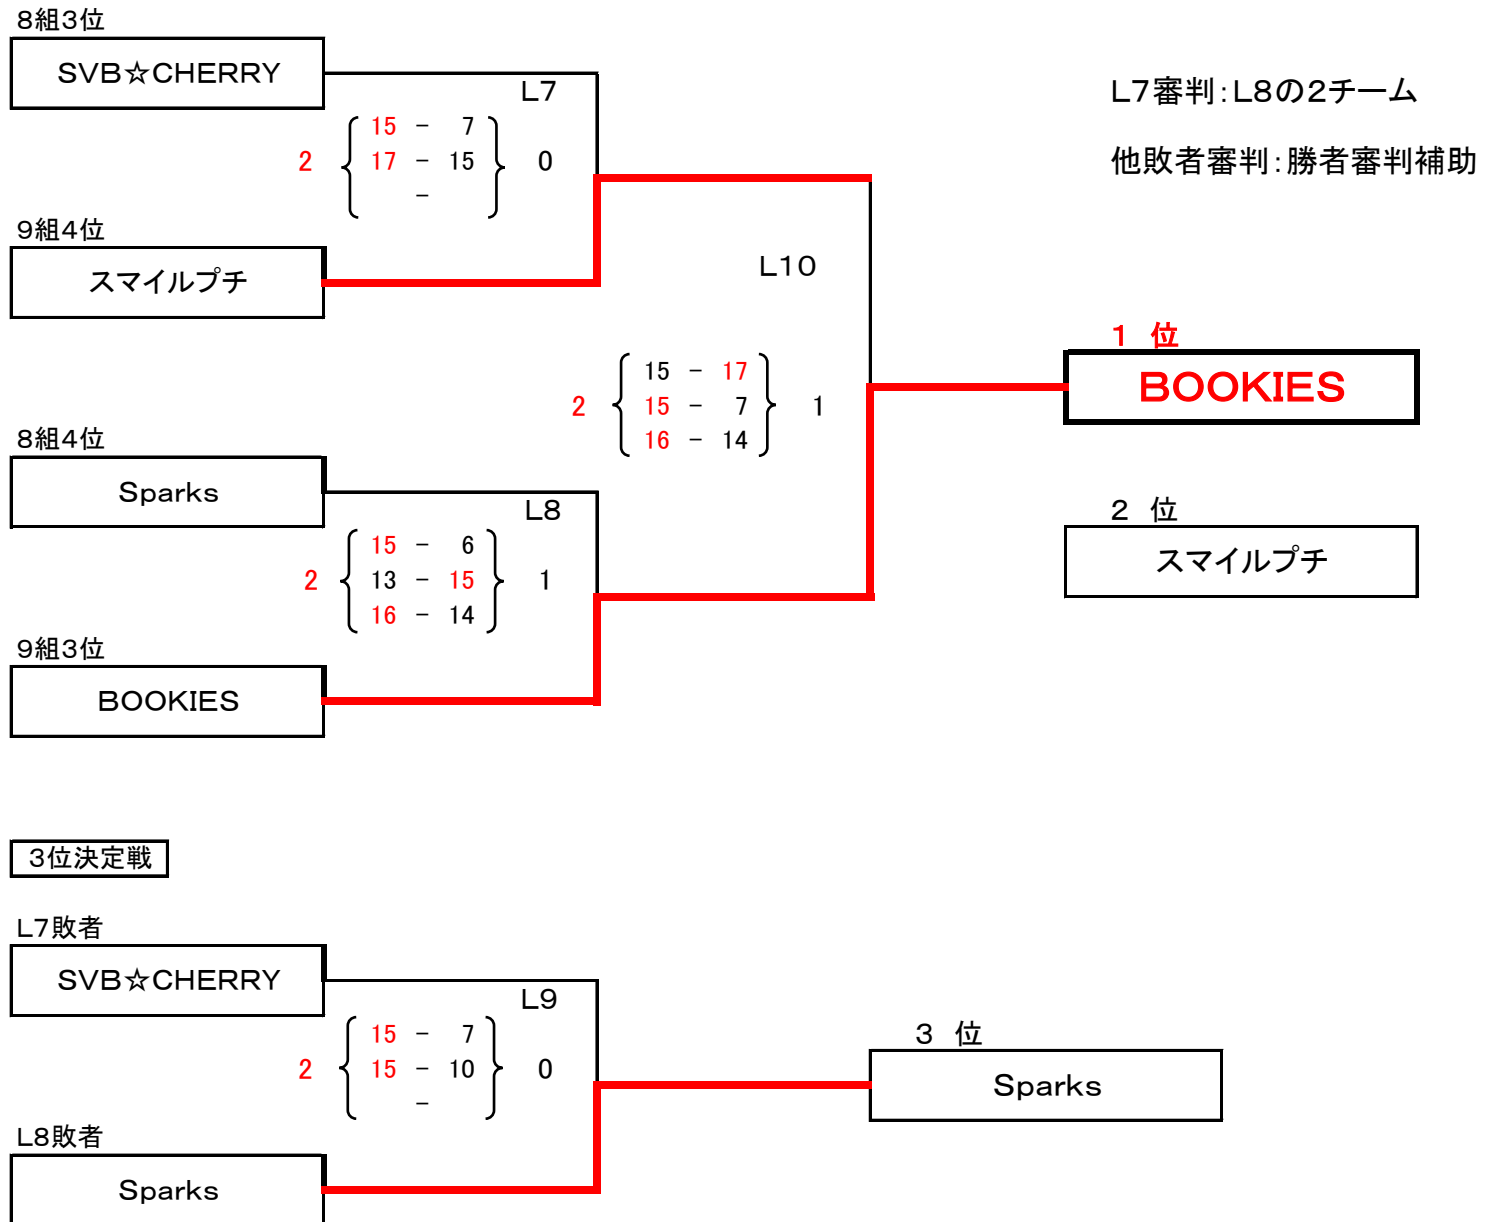 8組3位
SVB☆CHERRY
L7
15 - 7
2 17 - 15 0
-
9組4位
スマイルプチ
L7審判：L8の2チーム
他敗者審判：勝者審判補助
L10
15 - 17
2 15 - 7 1
16 - 14
1 位
BOOKIES
2 位
スマイルプチ
8組4位
Sparks
L8
15 - 6
2 13 - 15 1
16 - 14
9組3位
BOOKIES
3位決定戦
L7敗者
SVB☆CHERRY
L9
15 - 7
2 15 - 10 0
-
L8敗者
Sparks
3 位
Sparks